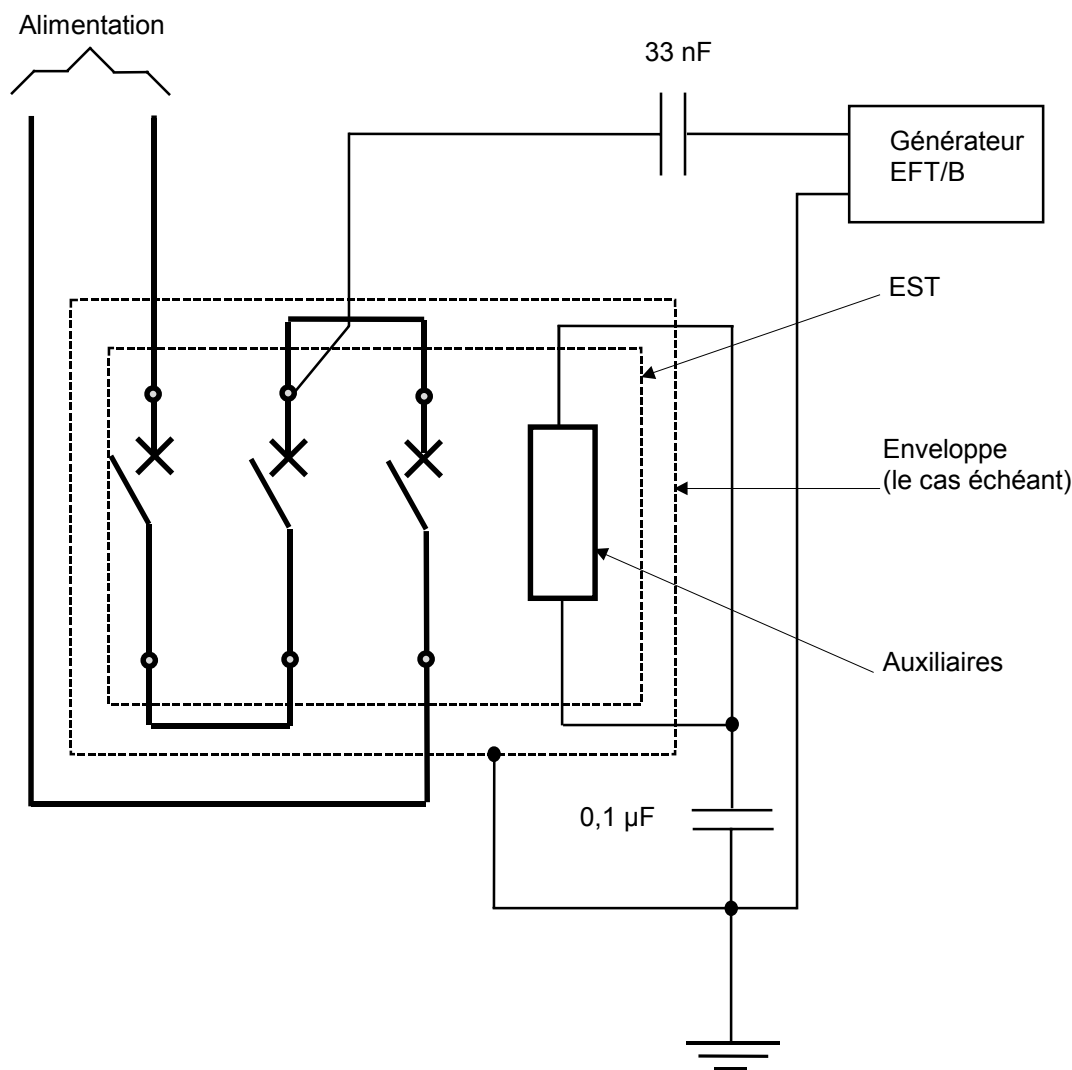 Alimentation
33 nF
Générateur
EFT/B
EST
Enveloppe
(le cas échéant)
Auxiliaires
0,1 µF